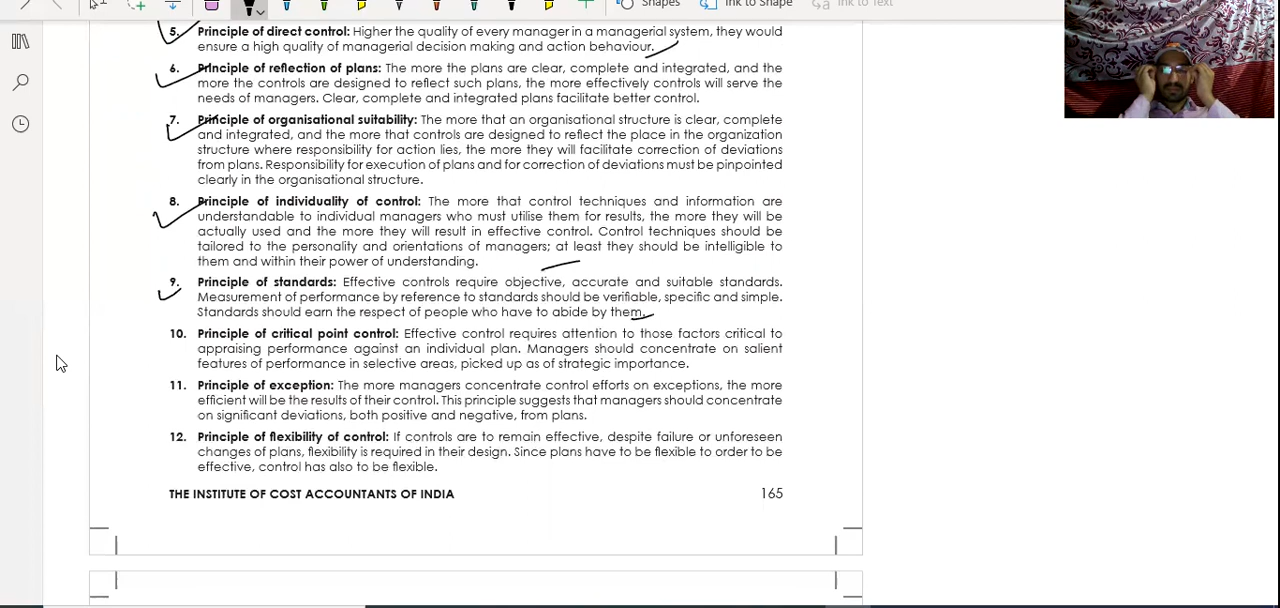 Shapes
Ink to Shape
Ink to Text
5. Principle of direct control: Higher the quality of every manager in a managerial system, they would
ensure a high quality of managerial decision making and action behaviour.
6. Principle of reflection of plans: The more the plans are clear, complete and integrated, and the
more the controls are designed to reflect such plans, the more effectively controls will serve the
needs of managers. Clear, complete and integrated plans facilitate better control.
7. Principle of organisational suitability: The more that an organisational structure is clear, complete
and integrated, and the more that controls are designed to reflect the place in the organization
structure where responsibility for action lies, the more they will facilitate correction of deviations
from plans. Responsibility for execution of plans and for correction of deviations must be pinpointed
clearly in the organisational structure.
8. Principle of individuality of control: The more that control techniques and information are
understandable to individual managers who must utilise them for results, the more they will be
actually used and the more they will result in effective control. Control techniques should be
tailored to the personality and orientations of managers; at least they should be intelligible to
them and within their power of understanding.
9. Principle of standards: Effective controls require objective, accurate and suitable standards.
Measurement of performance by reference to standards should be verifiable, specific and simple.
Standards should earn the respect of people who have to abide by them.
10. Principle of critical point control: Effective control requires attention to those factors critical to
appraising performance against an individual plan. Managers should concentrate on salient
features of performance in selective areas, picked up as of strategic importance.
11. Principle of exception: The more managers concentrate control efforts on exceptions, the more
efficient will be the results of their control. This principle suggests that managers should concentrate
on significant deviations, both positive and negative, from plans.
12. Principle of flexibility of control: If controls are to remain effective, despite failure or unforeseen
changes of plans, flexibility is required in their design. Since plans have to be flexible to order to be
effective, control has also to be flexible.
THE INSTITUTE OF COST ACCOUNTANTS OF INDIA 165